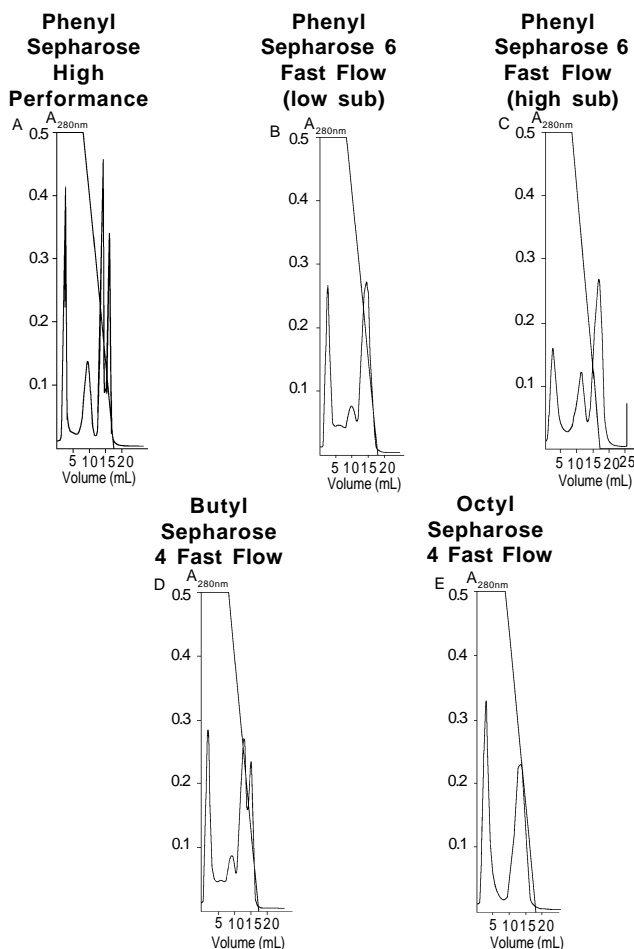 Phenyl
Sepharose
High
Performance
A
A280nm
0.5
0.4
0.3
0.2
0.1
5 10 15 20
Volume (mL)
Phenyl
Sepharose 6
Fast Flow
(low sub)
B
A280nm
0.5
0.4
0.3
0.2
0.1
5 10 15 20
Volume (mL)
Phenyl
Sepharose 6
Fast Flow
(high sub)
C
A280nm
0.5
0.4
0.3
0.2
0.1
5 10 15 20 25
Volume (mL)
Butyl
Sepharose
4 Fast Flow
D
A280nm
0.5
0.4
0.3
0.2
0.1
5 10 15 20
Volume (mL)
Octyl
Sepharose
4 Fast Flow
E
A280nm
0.5
0.4
0.3
0.2
0.1
5 10 15 20
Volume (mL)